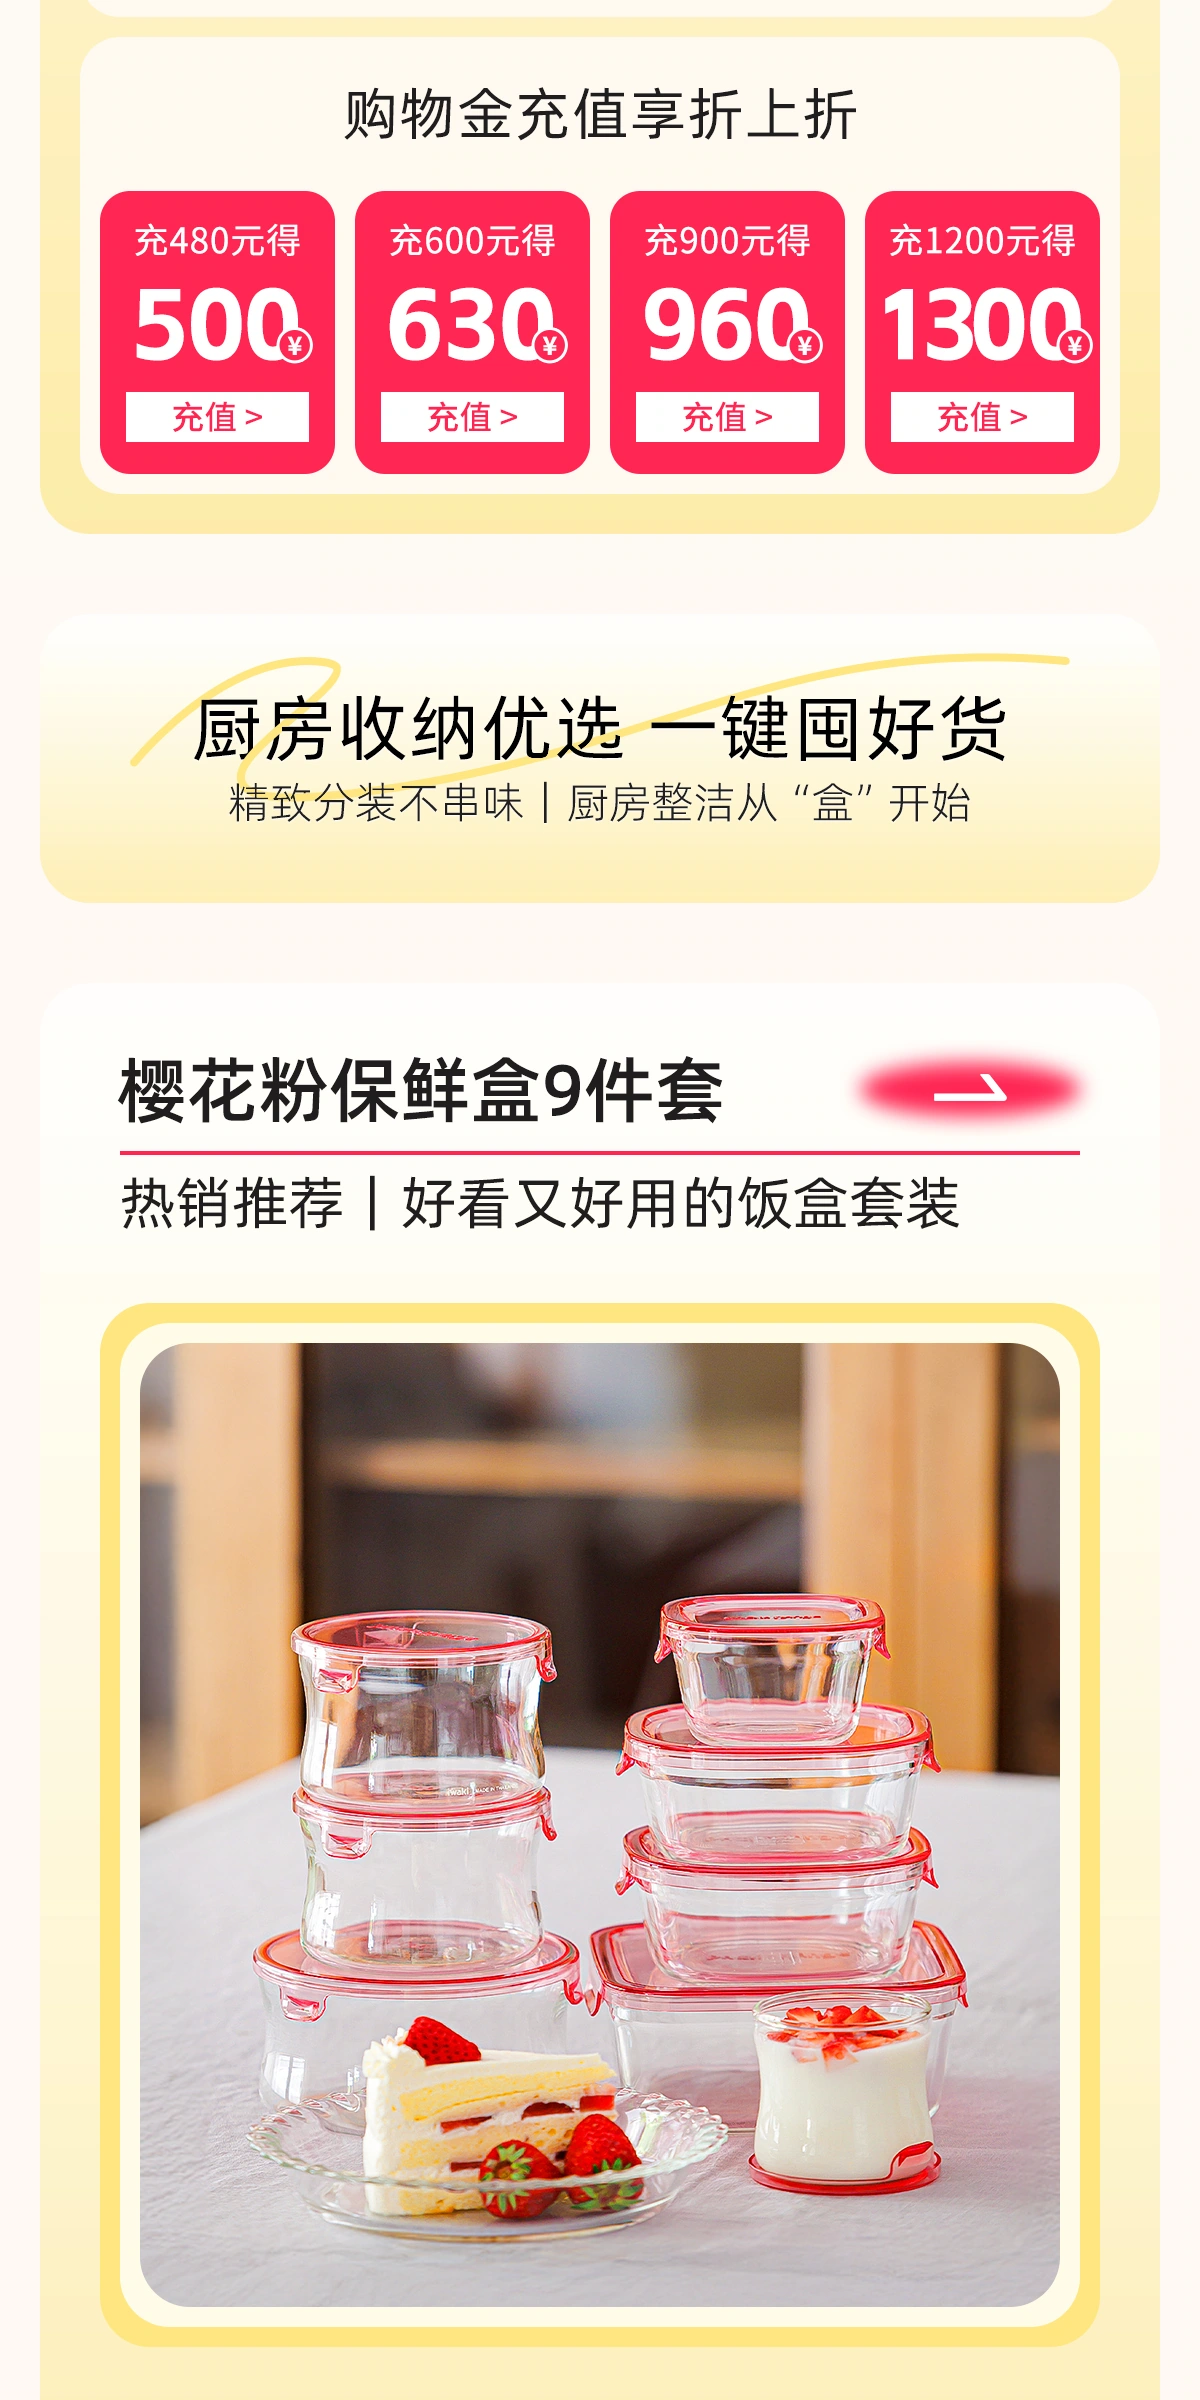 购物金充值享折上折
充480元得 充600元得 充900元得 充1200元得
500¥ 630¥ 960¥ 1300¥
充值 > 充值 > 充值 > 充值 >
厨房收纳优选 一键囤好货
精致分装不串味｜厨房整洁从“盒”开始
樱花粉保鲜盒9件套
热销推荐｜好看又好用的饭盒套装
iwaki MADE IN THAILAND